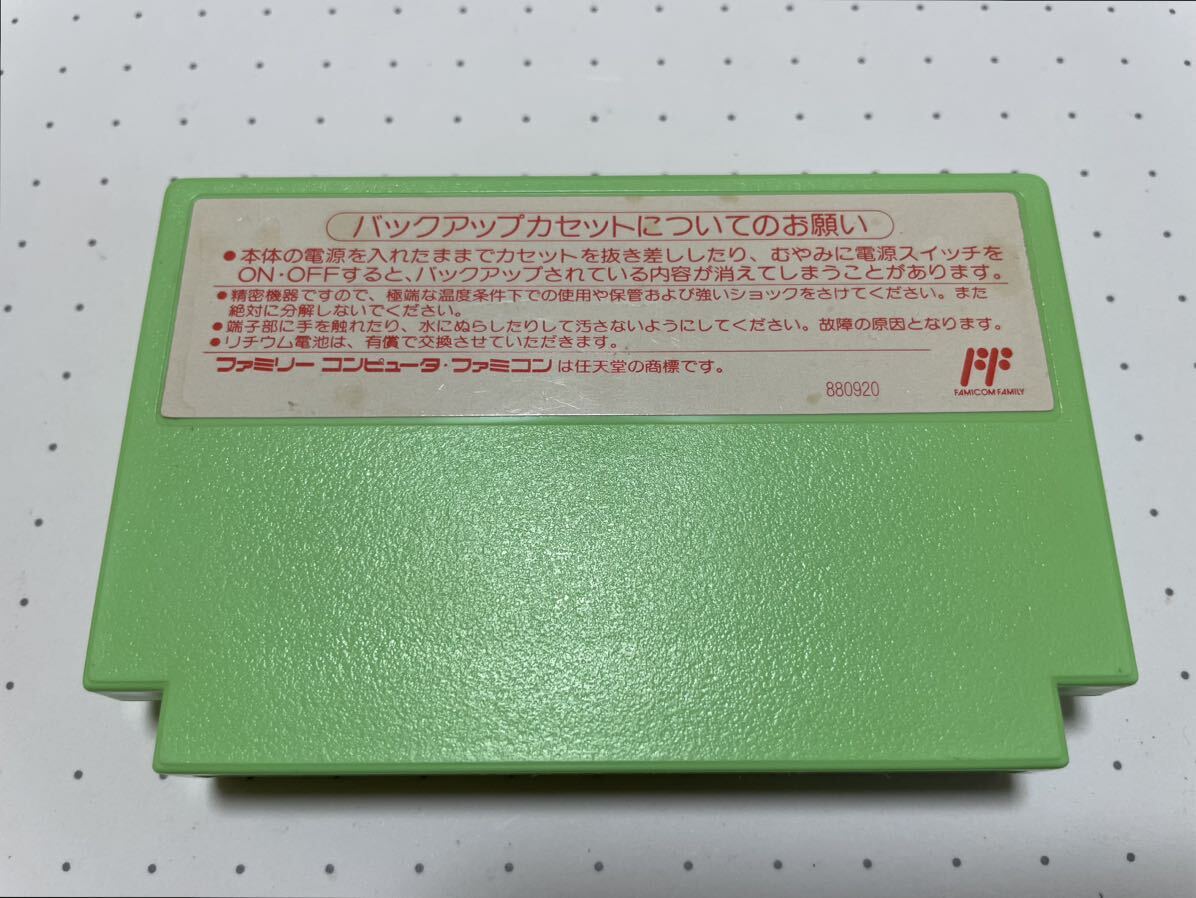 バックアップカセットについてのお願い
●本体の電源を入れたままでカセットを抜き差ししたり、むやみに電源スイッチを
ON・OFFすると、バックアップされている内容が消えてしまうことがあります。
●精密機器ですので、極端な温度条件下での使用や保管および強いショックをさけてください。また
絶対に分解しないでください。
●端子部に手を触れたり、水にぬらしたりして汚さないようにしてください。故障の原因となります。
●リチウム電池は、有償で交換させていただきます。
ファミリー コンピュータ・ファミコンは任天堂の商標です。
880920
FAMICOM FAMILY